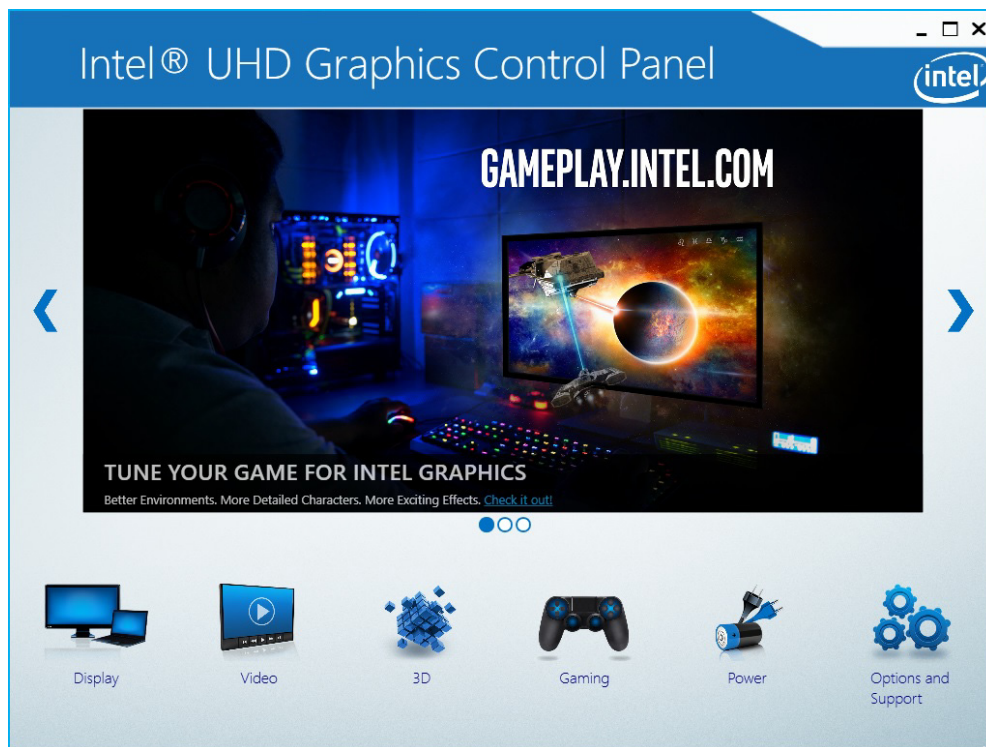 Intel® UHD Graphics Control Panel
intel
GAMEPLAY.INTEL.COM
TUNE YOUR GAME FOR INTEL GRAPHICS
Better Environments. More Detailed Characters. More Exciting Effects. Check it out!
Display
Video
3D
Gaming
Power
Options and
Support